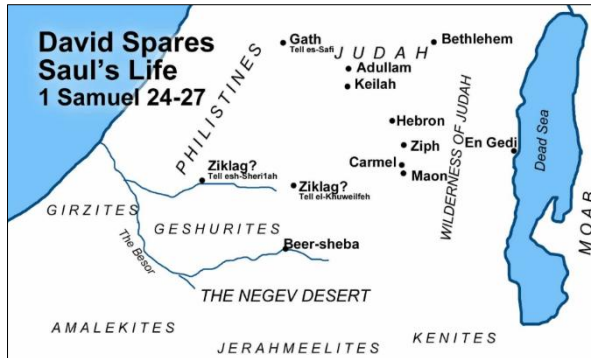 David Spares
Saul's Life
1 Samuel 24-27
Gath
Tell es-Safi
JUDAH
Bethlehem
Adullam
Keilah
PHILISTINES
Hebron
Ziph
En Gedi
Carmel
Maon
WILDERNESS OF JUDAH
Dead Sea
MOAB
Ziklag?
Tell esh-Sheri1ah
Ziklag?
Tell el-Khuweilfeh
GIRZITES
GESHURITES
The Besor
Beer-sheba
THE NEGEV DESERT
AMALEKITES
JERAHMEELITES
KENITES